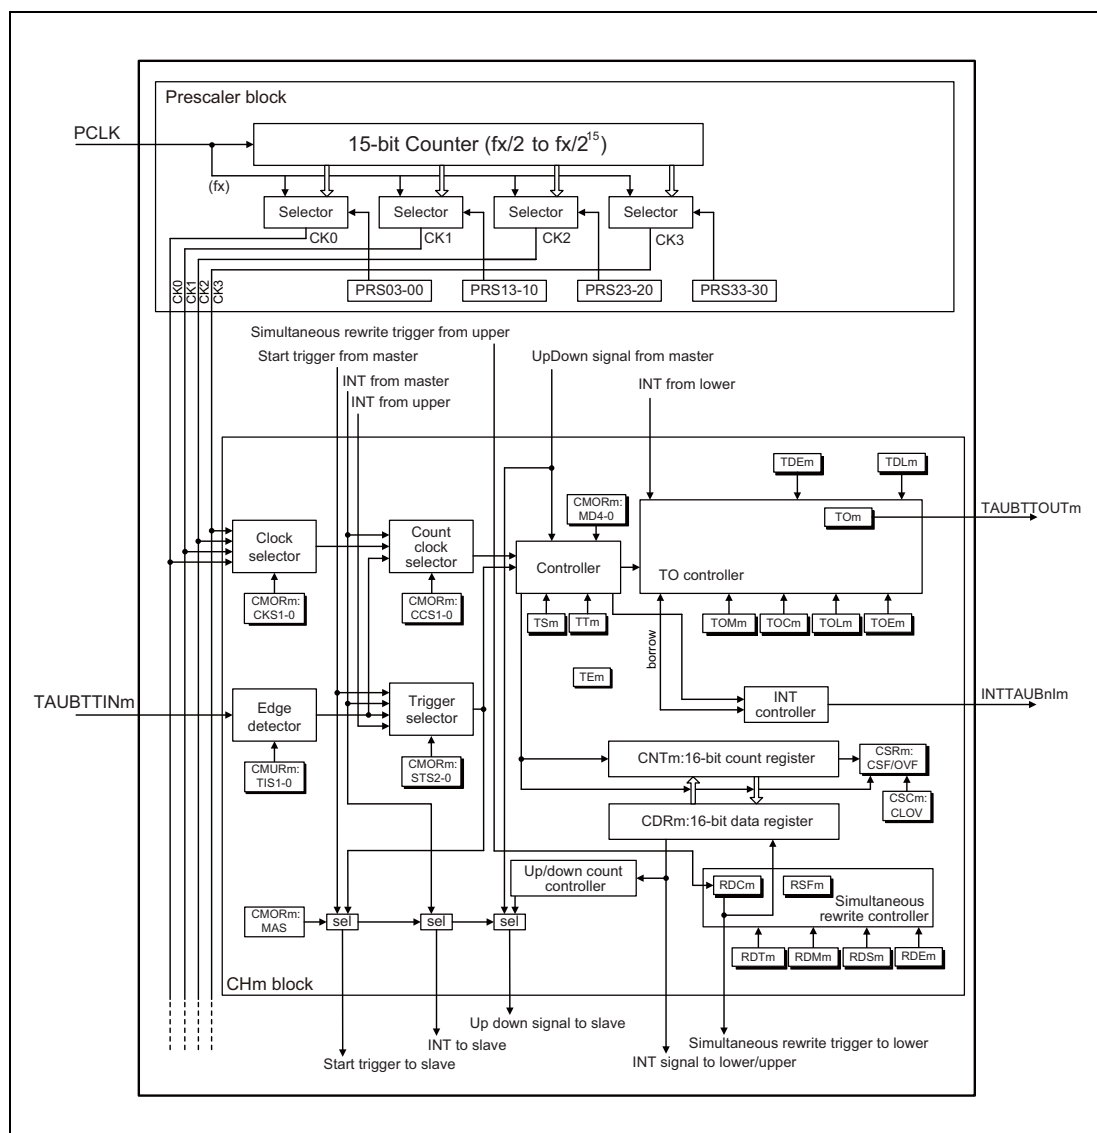 Prescaler block
PCLK
15-bit Counter (fx/2 to fx/2^15)
(fx)
Selector
Selector
Selector
Selector
CK0
CK1
CK2
CK3
CK0
CK1
CK2
CK3
PRS03-00
PRS13-10
PRS23-20
PRS33-30
Simultaneous rewrite trigger from upper
Start trigger from master
UpDown signal from master
INT from master
INT from lower
INT from upper
TDEm
TDLm
CMORm:
MD4-0
TOm
TAUBTTOUTm
Clock
selector
Count
clock
selector
Controller
TO controller
CMORm:
CKS1-0
CMORm:
CCS1-0
TSm
TTm
TOMm
TOCm
TOLm
TOEm
borrow
TEm
TAUBTTINm
Edge
detector
Trigger
selector
INT
controller
INTTAUBnIm
CMURm:
TIS1-0
CMORm:
STS2-0
CNTm:16-bit count register
CSRm:
CSF/OVF
CSCm:
CLOV
CDRm:16-bit data register
Up/down count
controller
RDCm
RSFm
Simultaneous
rewrite controller
CMORm:
MAS
sel
sel
sel
RDTm
RDMm
RDSm
RDEm
CHm block
Up down signal to slave
INT to slave
Simultaneous rewrite trigger to lower
Start trigger to slave
INT signal to lower/upper